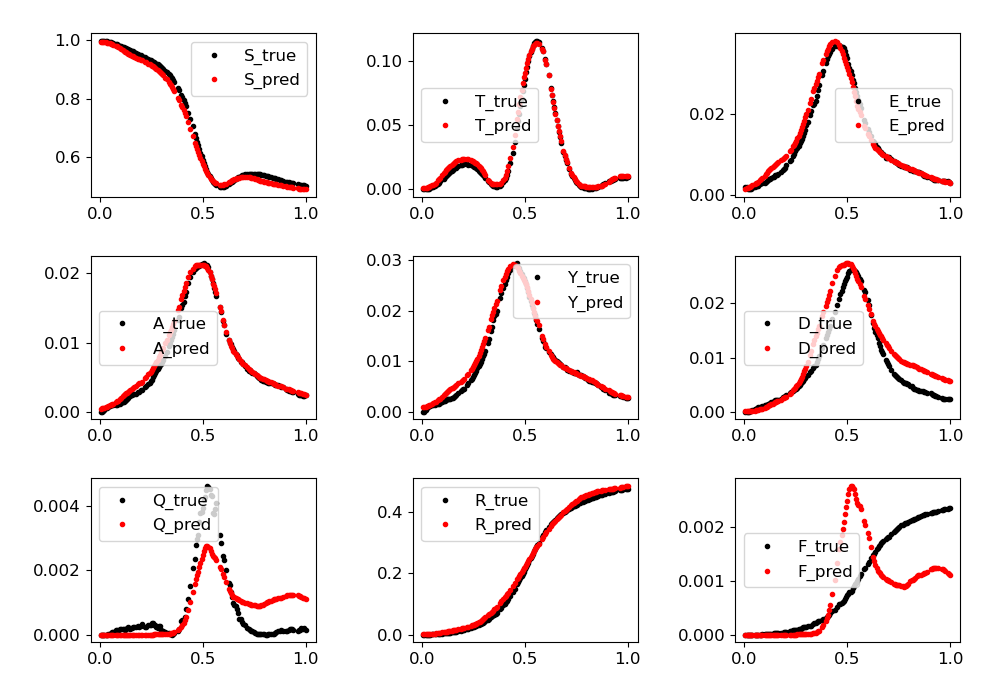 1.0
0.8
0.6
0.0 0.5 1.0
S_true
S_pred
0.10
0.05
0.00
0.0 0.5 1.0
T_true
T_pred
0.02
0.00
0.0 0.5 1.0
E_true
E_pred
0.02
0.01
0.00
0.0 0.5 1.0
A_true
A_pred
0.03
0.02
0.01
0.00
0.0 0.5 1.0
Y_true
Y_pred
0.02
0.01
0.00
0.0 0.5 1.0
D_true
D_pred
0.004
0.002
0.000
0.0 0.5 1.0
Q_true
Q_pred
0.4
0.2
0.0
0.0 0.5 1.0
R_true
R_pred
0.002
0.001
0.000
0.0 0.5 1.0
F_true
F_pred